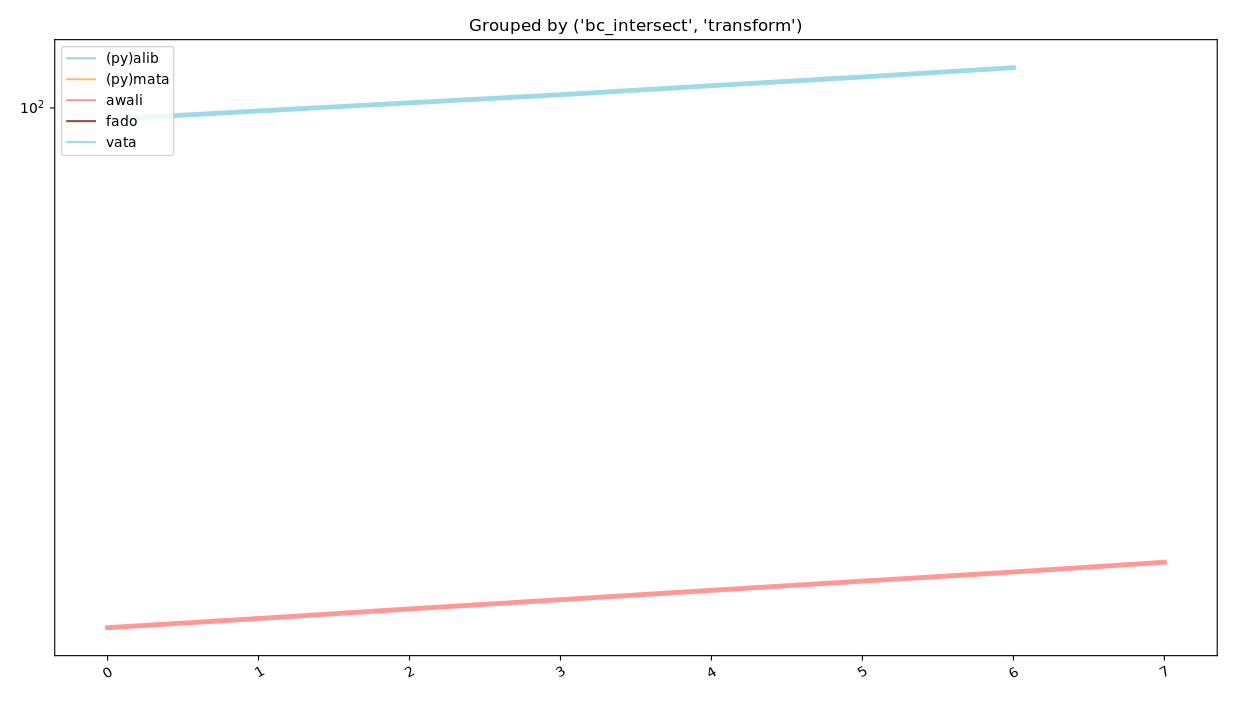 Grouped by ('bc_intersect', 'transform')
(py)alib
(py)mata
awali
fado
vata
10²
0 1 2 3 4 5 6 7